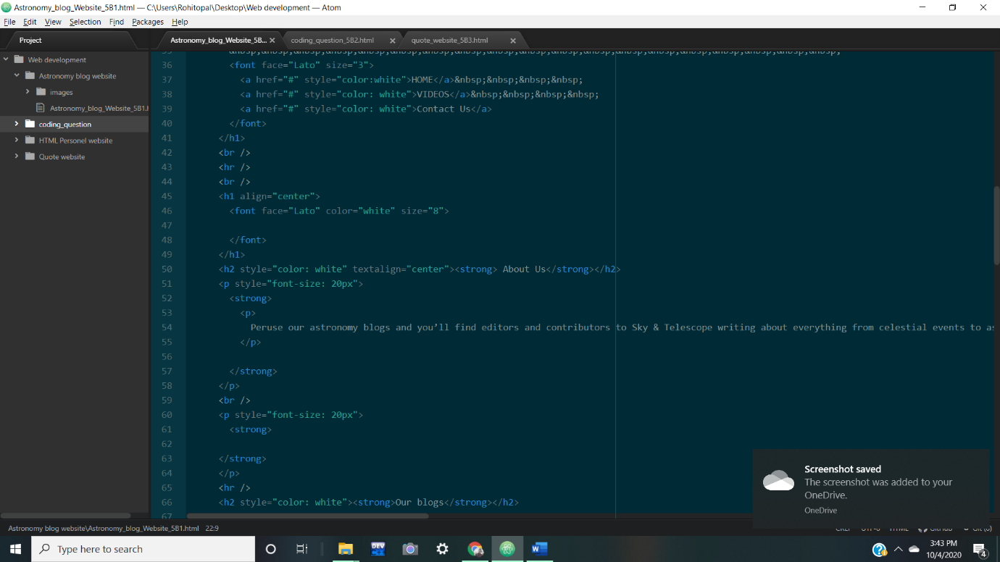 Astronomy_blog_Website_5B1.html — C:\Users\Rohitopal\Desktop\Web development — Atom
File Edit View Selection Find Packages Help
Project
Astronomy_blog_Website_5B...
coding_question_5B2.html
quote_website_5B3.html
Web development
Astronomy blog website
images
Astronomy_blog_Website_5B1.h
coding_question
HTML Personel website
Quote website
35 &nbsp;&nbsp;&nbsp;&nbsp;&nbsp;&nbsp;&nbsp;&nbsp;&nbsp;&nbsp;&nbsp;&nbsp;&nbsp;&nbsp;&nbsp;&nbsp;&nbsp;&nbsp;&nbsp;
36 <font face="Lato" size="3">
37 <a href="#" style="color:white">HOME</a>&nbsp;&nbsp;&nbsp;&nbsp;
38 <a href="#" style="color: white">VIDEOS</a>&nbsp;&nbsp;&nbsp;&nbsp;
39 <a href="#" style="color: white">Contact Us</a>
40 </font>
41 </h1>
42 <br />
43 <hr />
44 <br />
45 <h1 align="center">
46 <font face="Lato" color="white" size="8">
47
48 </font>
49 </h1>
50 <h2 style="color: white" textalign="center"><strong> About Us</strong></h2>
51 <p style="font-size: 20px">
52 <strong>
53 <p>
54 Peruse our astronomy blogs and you’ll find editors and contributors to Sky & Telescope writing about everything from celestial events to as
55 </p>
56
57 </strong>
58 </p>
59 <br />
60 <p style="font-size: 20px">
61 <strong>
62
63 </strong>
64 </p>
65 <hr />
66 <h2 style="color: white"><strong>Our blogs</strong></h2>
67
Screenshot saved
The screenshot was added to your
OneDrive.
OneDrive
Astronomy blog website\Astronomy_blog_Website_5B1.html 22:9
CRLF UTF-8 HTML GitHub Git (0)
Type here to search
DEV
3:43 PM
10/4/2020
4